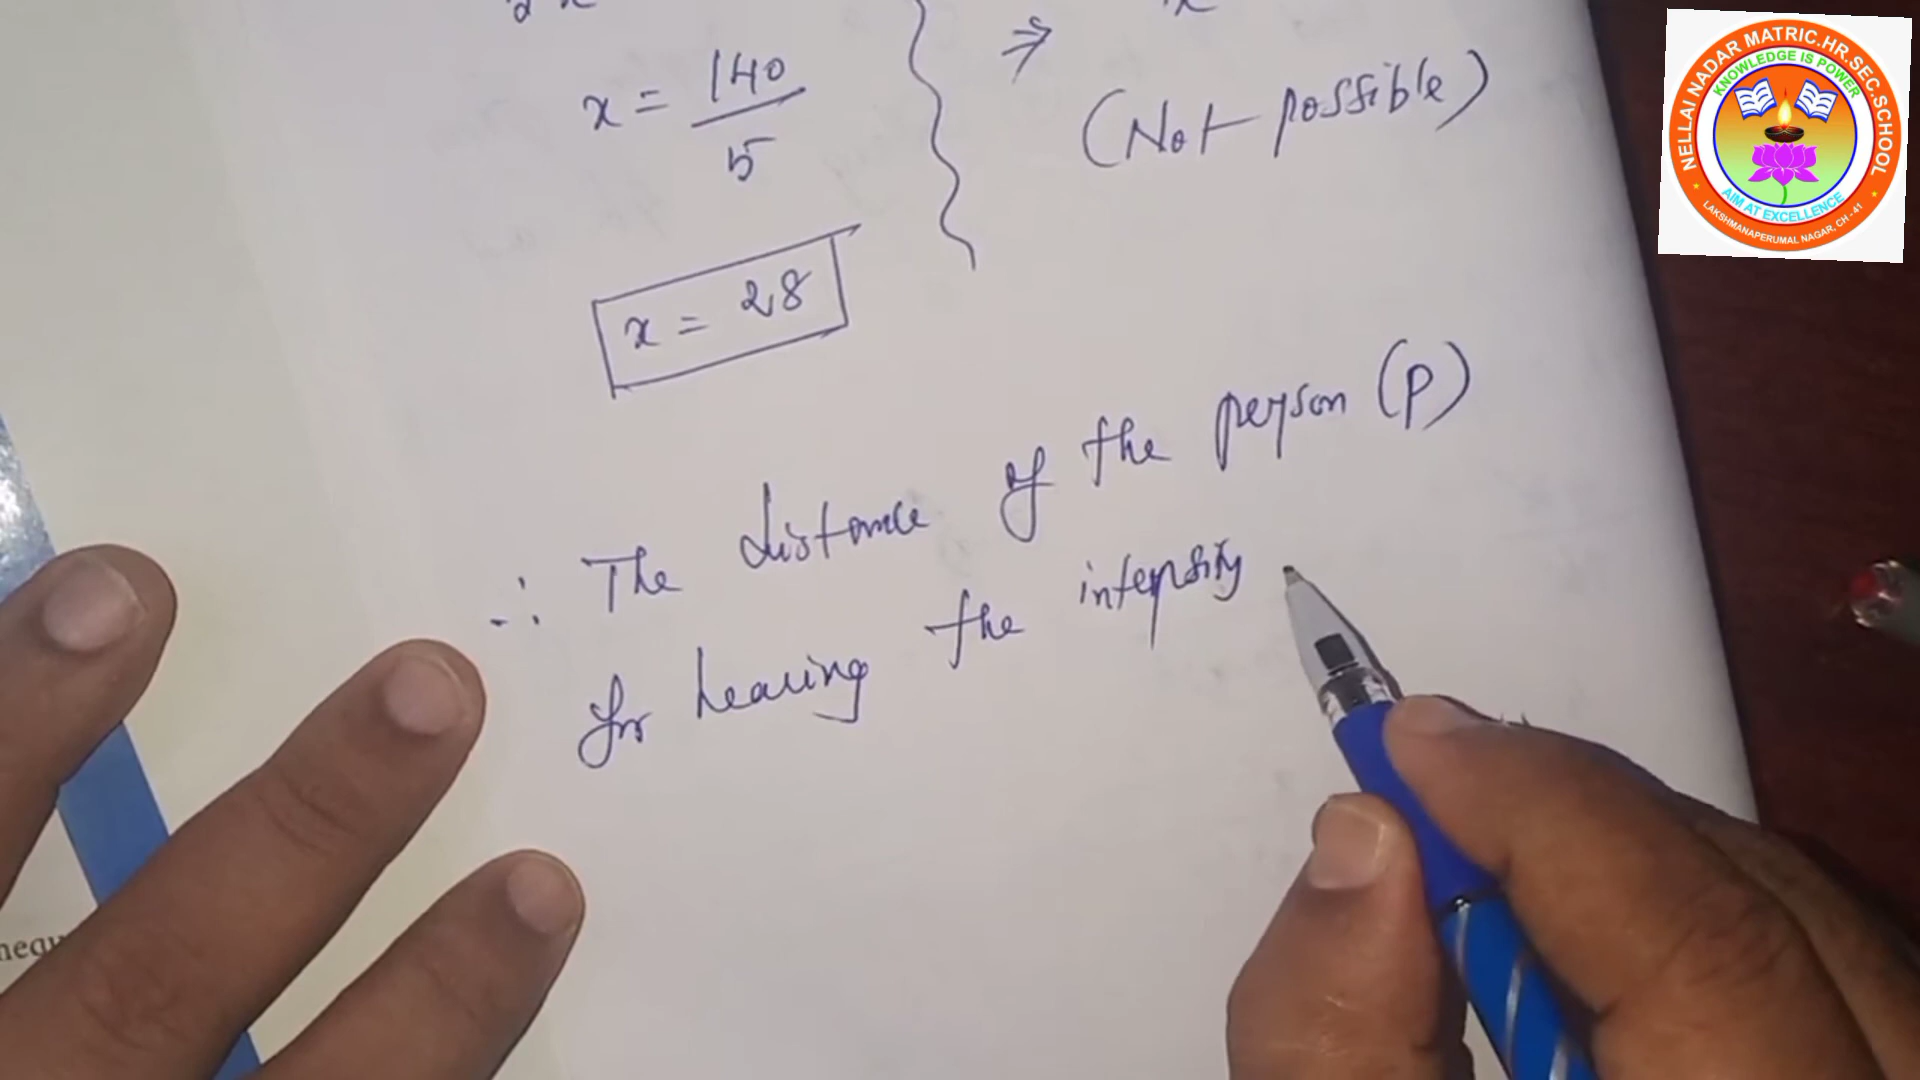 x = 140/5
x = 28
⇒
(Not possible)
∴ The distance of the person (P)
for hearing the intensity
NELLAI NADAR MATRIC.HR.SEC.SCHOOL
KNOWLEDGE IS POWER
AIM AT EXCELLENCE
LAKSHMANAPERUMAL NAGAR, CH - 41